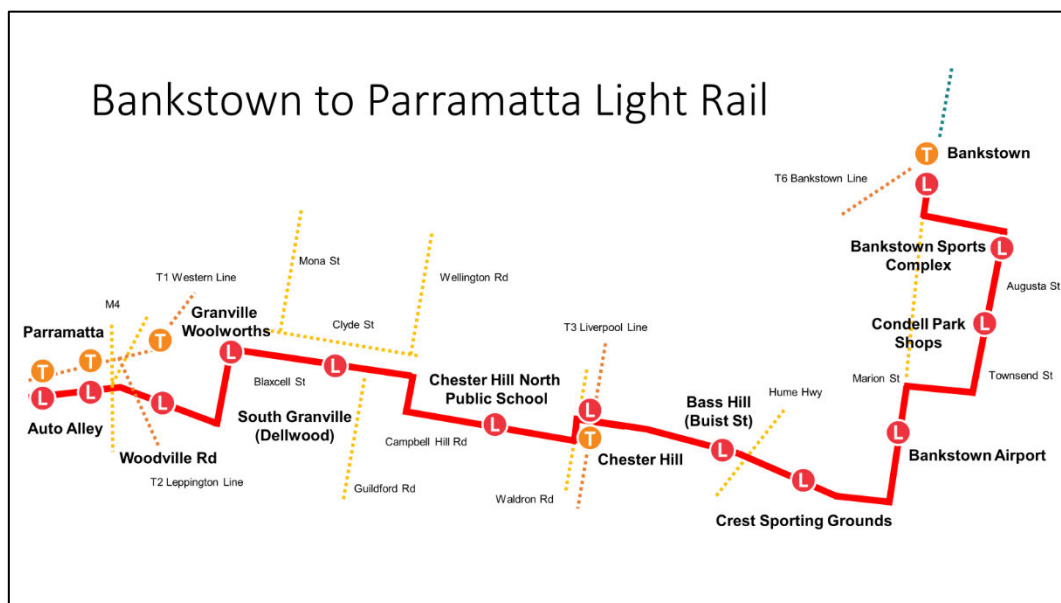 Bankstown to Parramatta Light Rail
T
Bankstown
L
T6 Bankstown Line
Bankstown Sports
Complex
L
Augusta St
Mona St
Wellington Rd
T1 Western Line
M4
Granville
Woolworths
Clyde St
T3 Liverpool Line
Condell Park
Shops
L
Parramatta
T
T
T
L
L
Blaxcell St
Marion St
Townsend St
Chester Hill North
Public School
Bass Hill
(Buist St)
Hume Hwy
L
L
L
L
Auto Alley
South Granville
(Dellwood)
Campbell Hill Rd
L
T
L
L
Bankstown Airport
Woodville Rd
Chester Hill
T2 Leppington Line
Guildford Rd
Waldron Rd
L
Crest Sporting Grounds